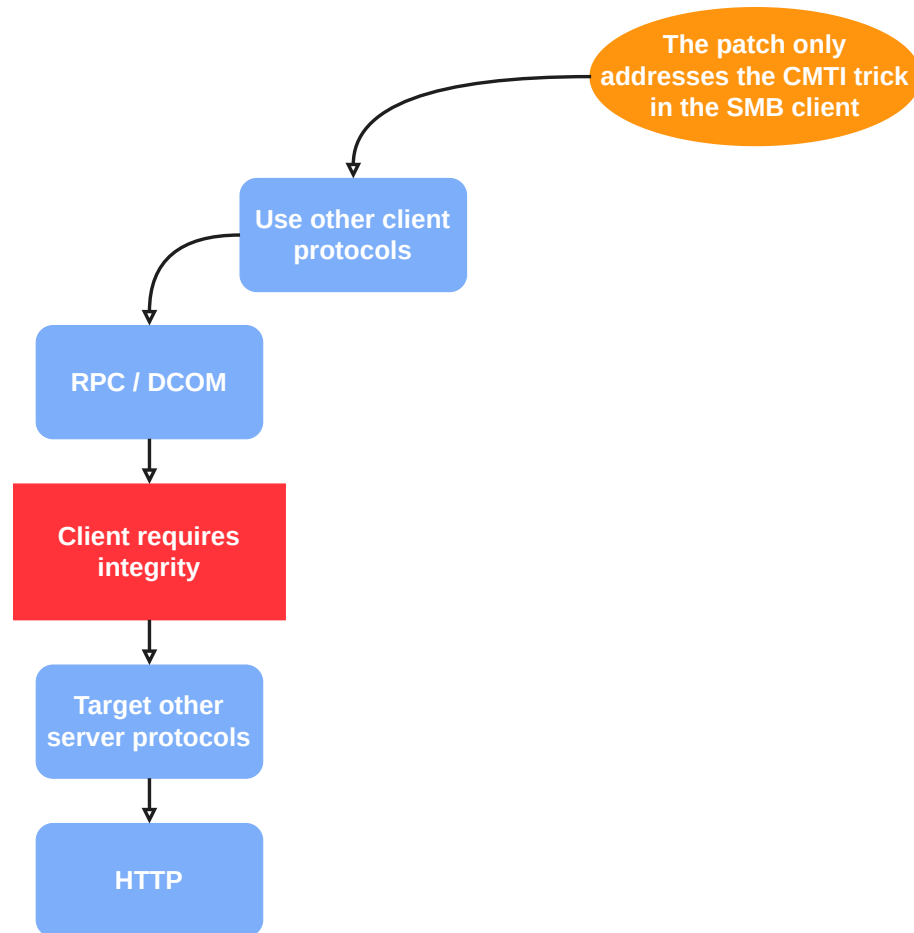 The patch only
addresses the CMTI trick
in the SMB client
Use other client
protocols
RPC / DCOM
Client requires
integrity
Target other
server protocols
HTTP